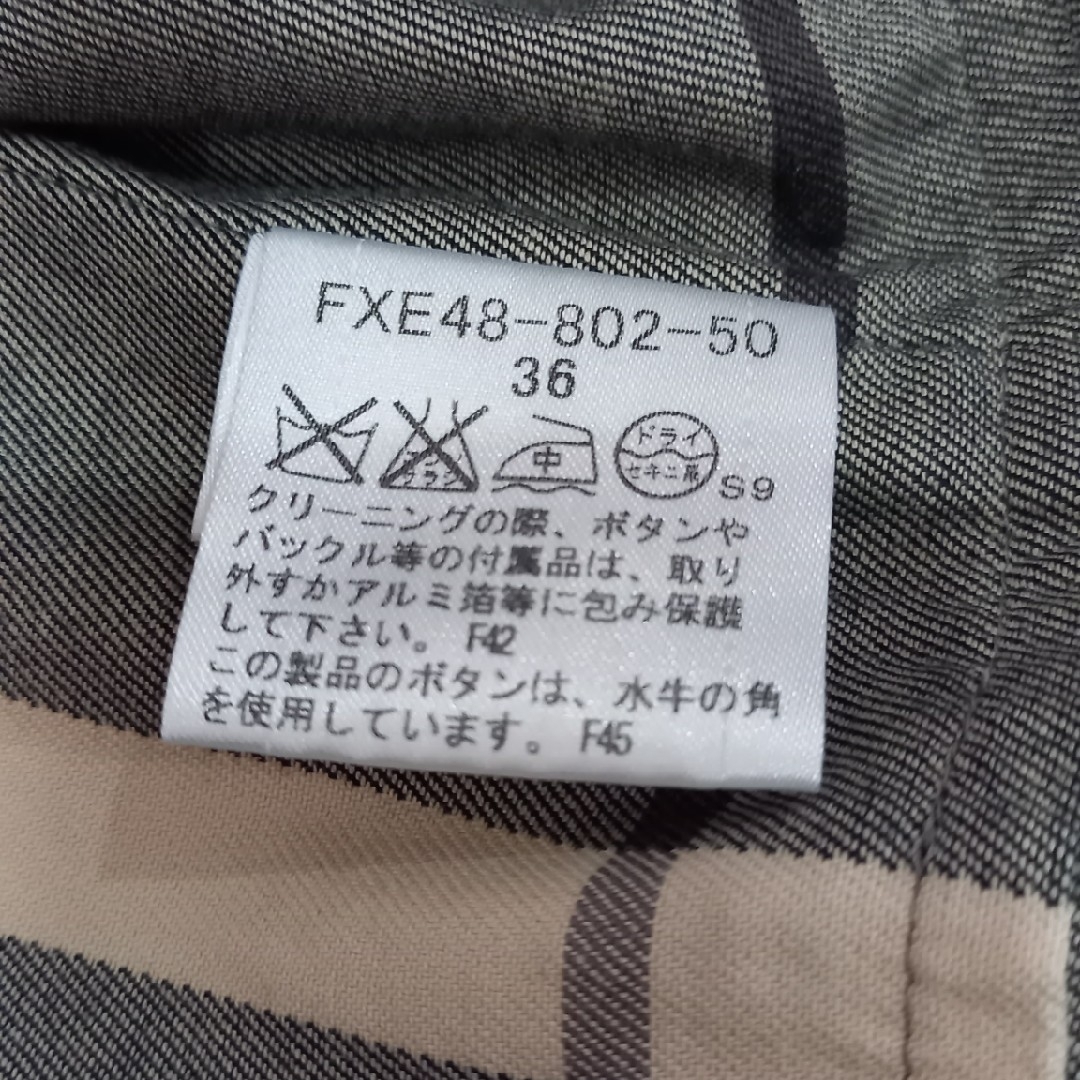 FXE48-802-50
36
中 ドライ
セキユ系 S9
クリーニングの際、ボタンや
バックル等の付属品は、取り
外すかアルミ箔等に包み保護
して下さい。 F42
この製品のボタンは、水牛の角
を使用しています。 F45